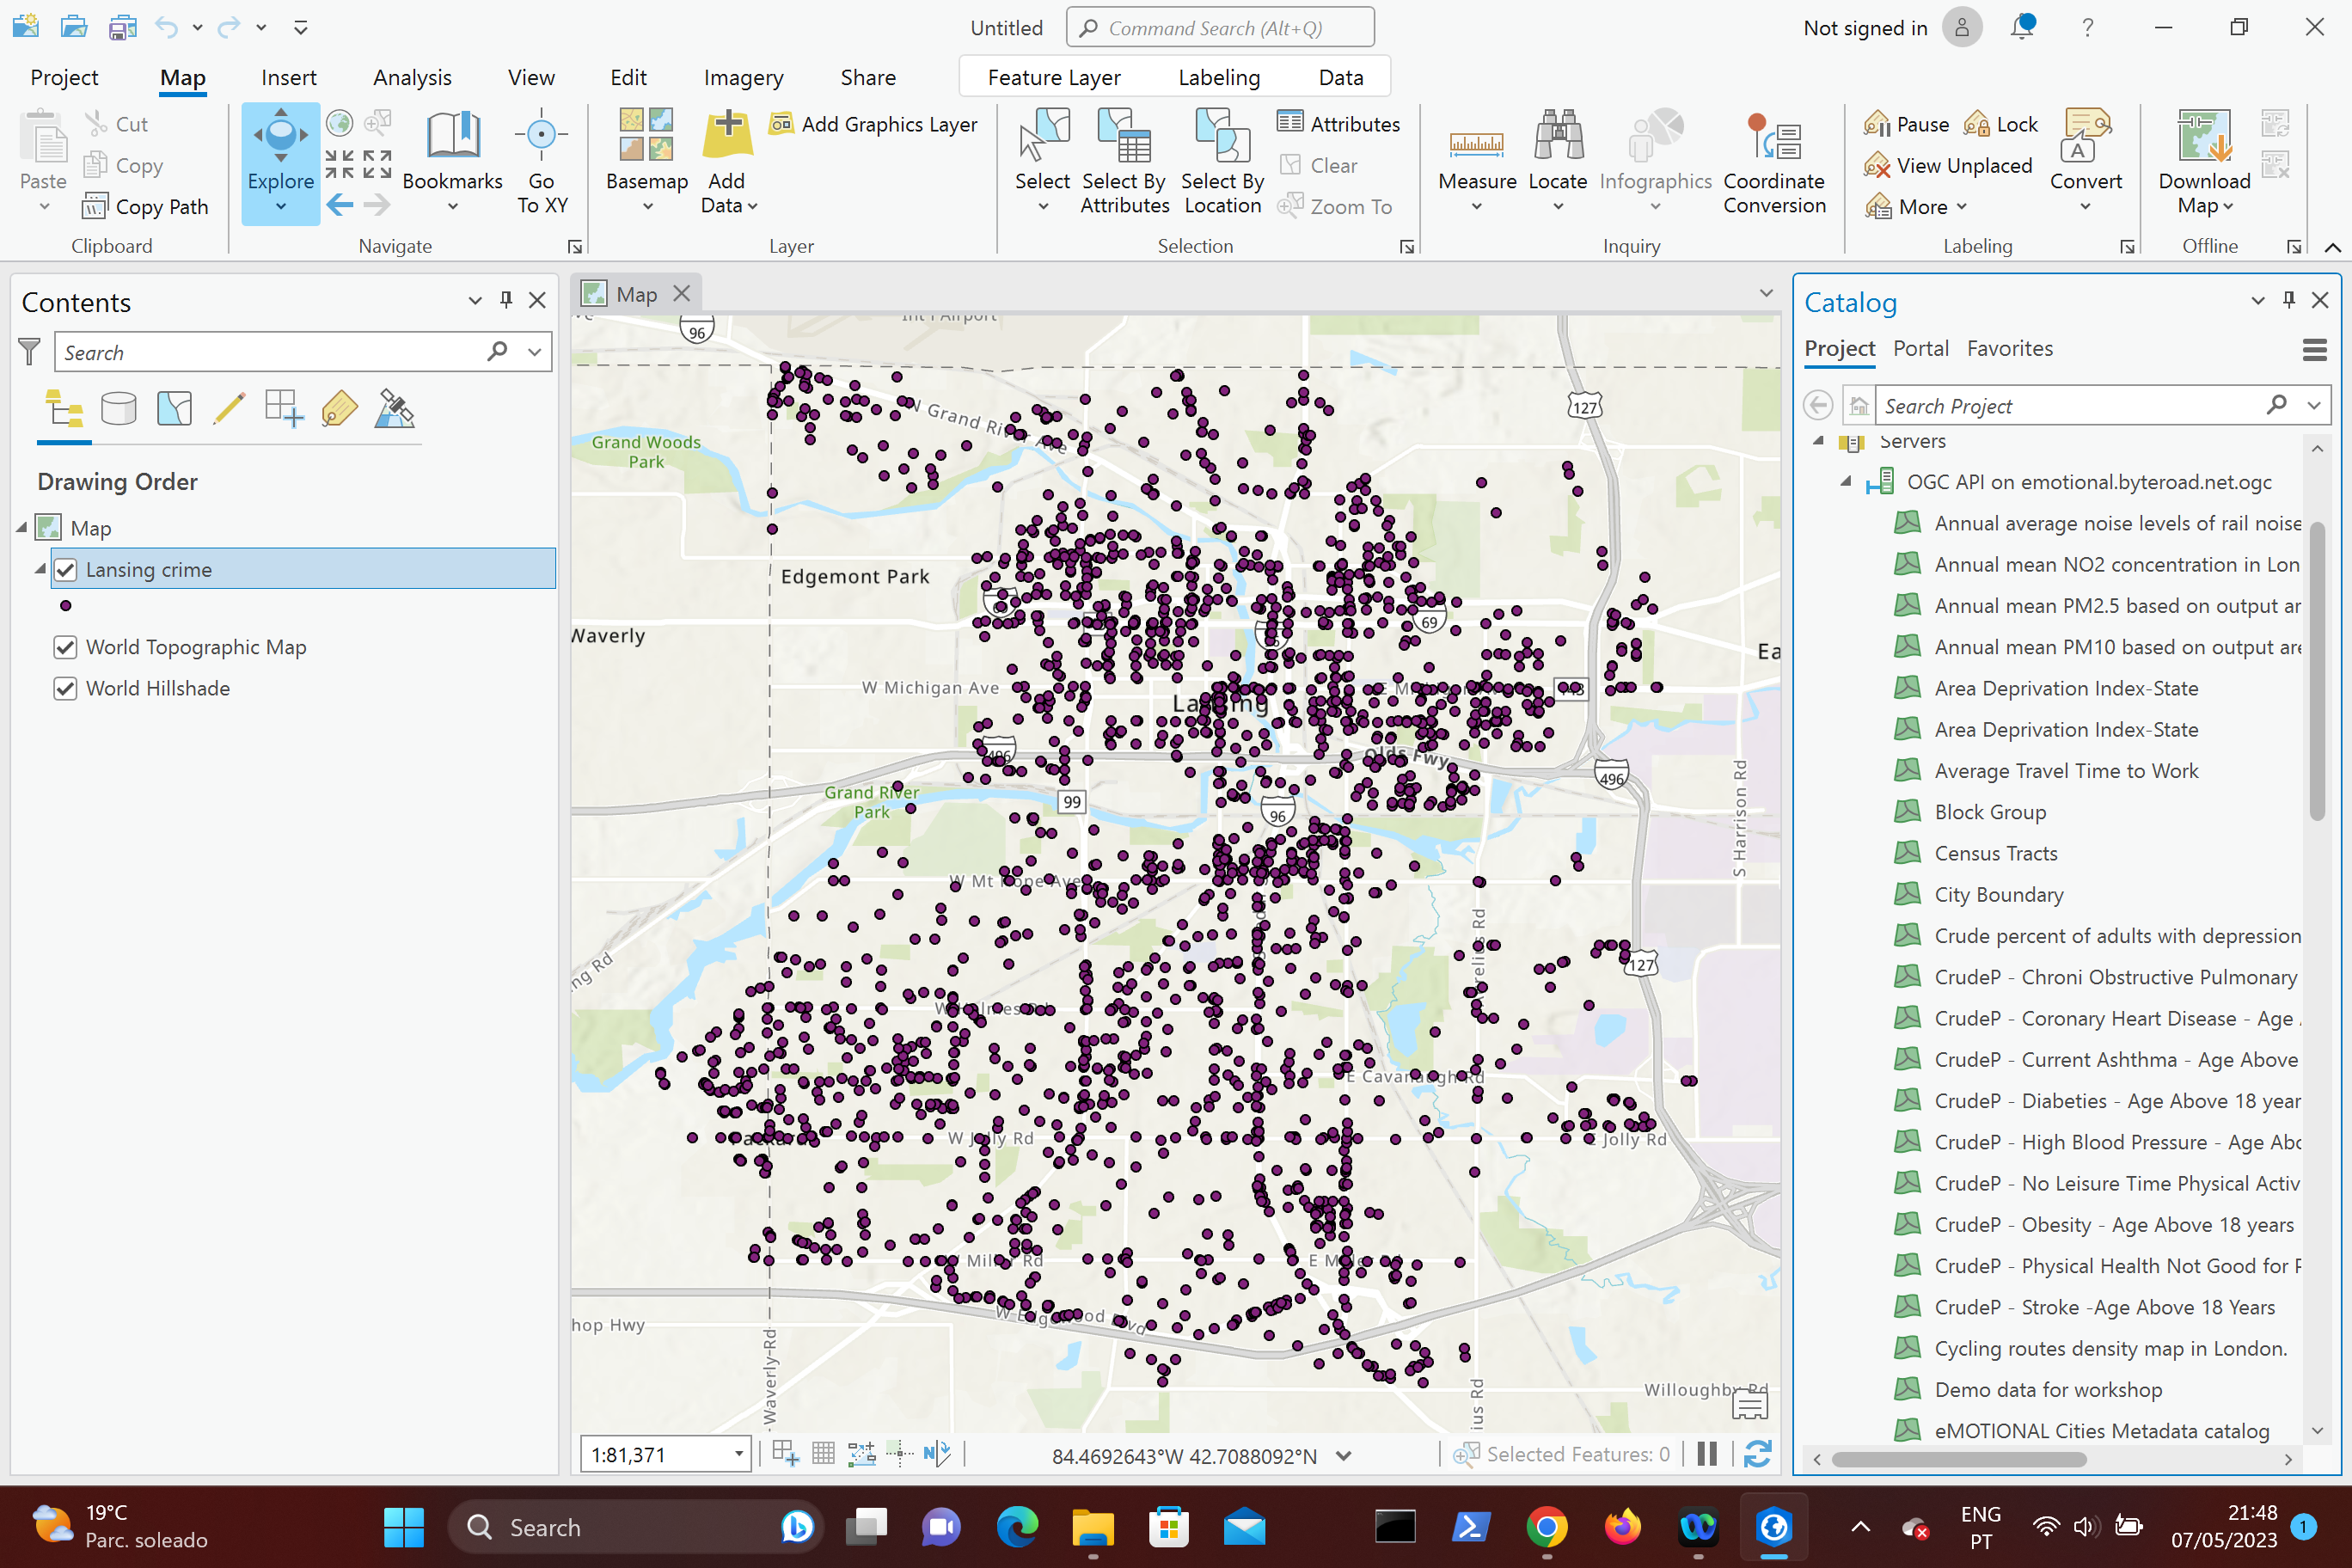 Untitled
Command Search (Alt+Q)
Not signed in
Project Map Insert Analysis View Edit Imagery Share Feature Layer Labeling Data
Paste
Cut
Copy
Copy Path
Clipboard
Explore
Bookmarks
Go
To XY
Navigate
Basemap
Add
Data
Add Graphics Layer
Layer
Select
Select By
Attributes
Select By
Location
Attributes
Clear
Zoom To
Selection
Measure
Locate
Infographics
Coordinate
Conversion
Inquiry
Pause
Lock
View Unplaced
More
Convert
Labeling
Download
Map
Offline
Contents
Search
Drawing Order
Map
Lansing crime
World Topographic Map
World Hillshade
Map
96
Int'l Airport
127
N Grand River Ave
Grand Woods
Park
Edgemont Park
Waverly
69
Ea
W Michigan Ave
Lansing
143
496
Olds Fwy
496
Grand River
Park
99
96
S Harrison Rd
W Mt Hope Ave
127
ng Rd
W Holmes Rd
E Cavanaugh Rd
W Jolly Rd
E Jolly Rd
W Miller Rd
E Miller Rd
W Edgewood Blvd
hop Hwy
Waverly Rd
ius Rd
Willoughby Rd
1:81,371
84.4692643°W 42.7088092°N
Selected Features: 0
Catalog
Project Portal Favorites
Search Project
Servers
OGC API on emotional.byteroad.net.ogc
Annual average noise levels of rail noise
Annual mean NO2 concentration in Lon
Annual mean PM2.5 based on output ar
Annual mean PM10 based on output are
Area Deprivation Index-State
Area Deprivation Index-State
Average Travel Time to Work
Block Group
Census Tracts
City Boundary
Crude percent of adults with depression
CrudeP - Chroni Obstructive Pulmonary
CrudeP - Coronary Heart Disease - Age
CrudeP - Current Ashthma - Age Above
CrudeP - Diabeties - Age Above 18 year
CrudeP - High Blood Pressure - Age Abo
CrudeP - No Leisure Time Physical Activ
CrudeP - Obesity - Age Above 18 years
CrudeP - Physical Health Not Good for F
CrudeP - Stroke -Age Above 18 Years
Cycling routes density map in London.
Demo data for workshop
eMOTIONAL Cities Metadata catalog
19°C
Parc. soleado
Search
ENG
PT
21:48
07/05/2023
1